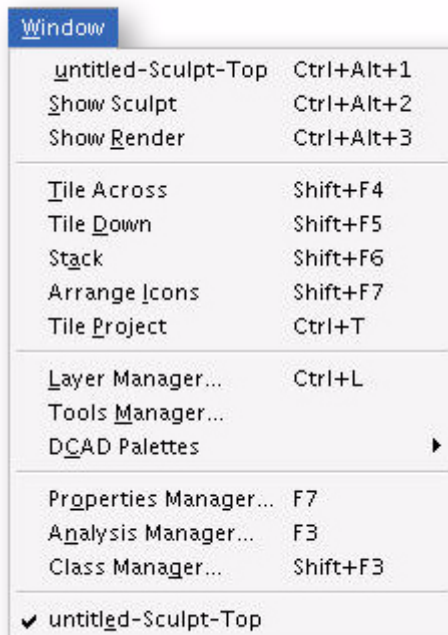 Window
untitled-Sculpt-Top Ctrl+Alt+1
Show Sculpt Ctrl+Alt+2
Show Render Ctrl+Alt+3
Tile Across Shift+F4
Tile Down Shift+F5
Stack Shift+F6
Arrange Icons Shift+F7
Tile Project Ctrl+T
Layer Manager... Ctrl+L
Tools Manager...
DCAD Palettes
Properties Manager... F7
Analysis Manager... F3
Class Manager... Shift+F3
untitled-Sculpt-Top